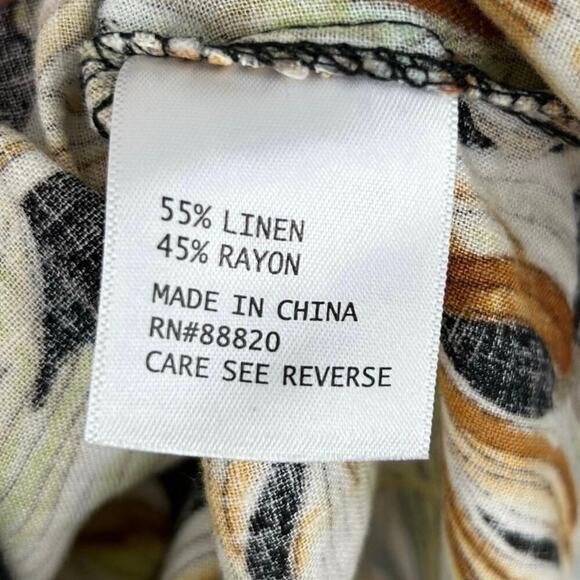 55% LINEN
45% RAYON
MADE IN CHINA
RN#88820
CARE SEE REVERSE